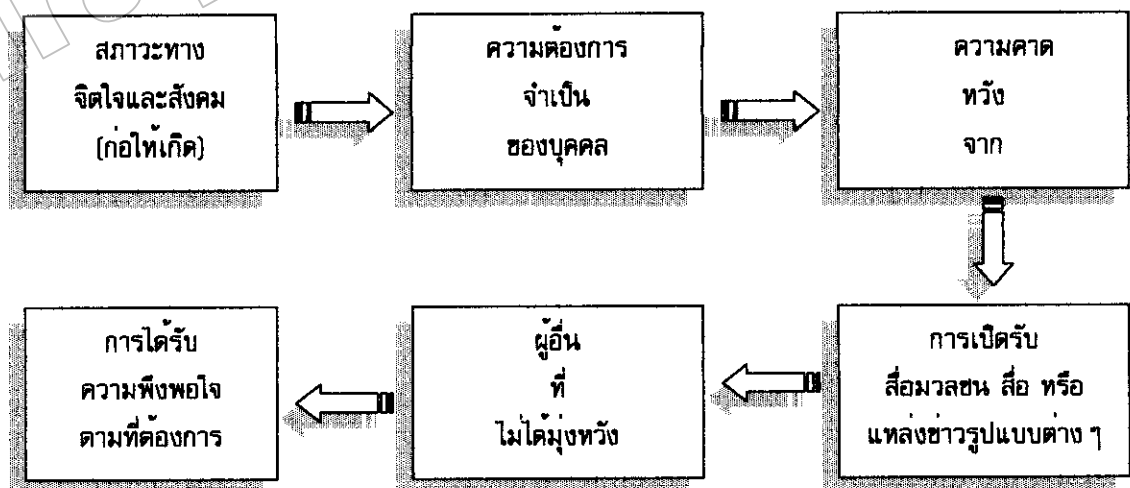 สภาวะทาง
จิตใจและสังคม
(ก่อให้เกิด)
ความต้องการ
จำเป็น
ของบุคคล
ความคาด
หวัง
จาก
การเปิดรับ
สื่อมวลชน สื่อ หรือ
แหล่งข่าวรูปแบบต่าง ๆ
ผู้อื่น
ที่
ไม่ได้มุ่งหวัง
การได้รับ
ความพึงพอใจ
ตามที่ต้องการ